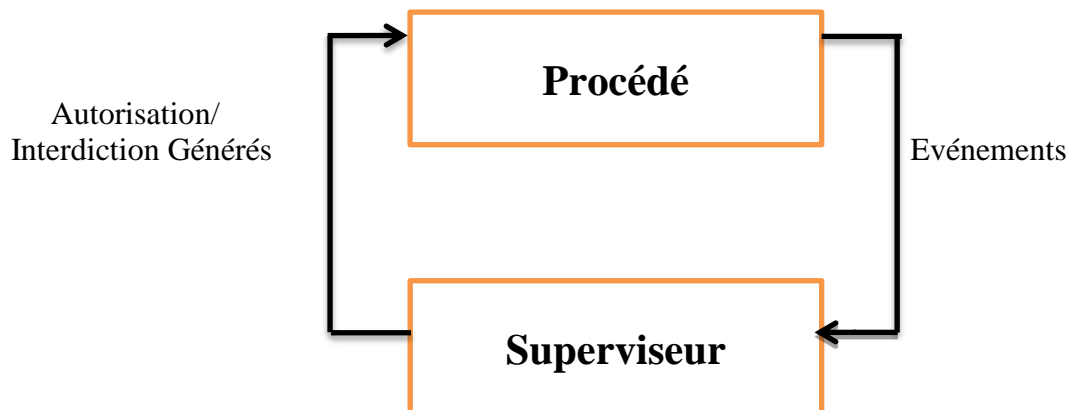 Procédé
Autorisation/
Interdiction Générés
Evénements
Superviseur